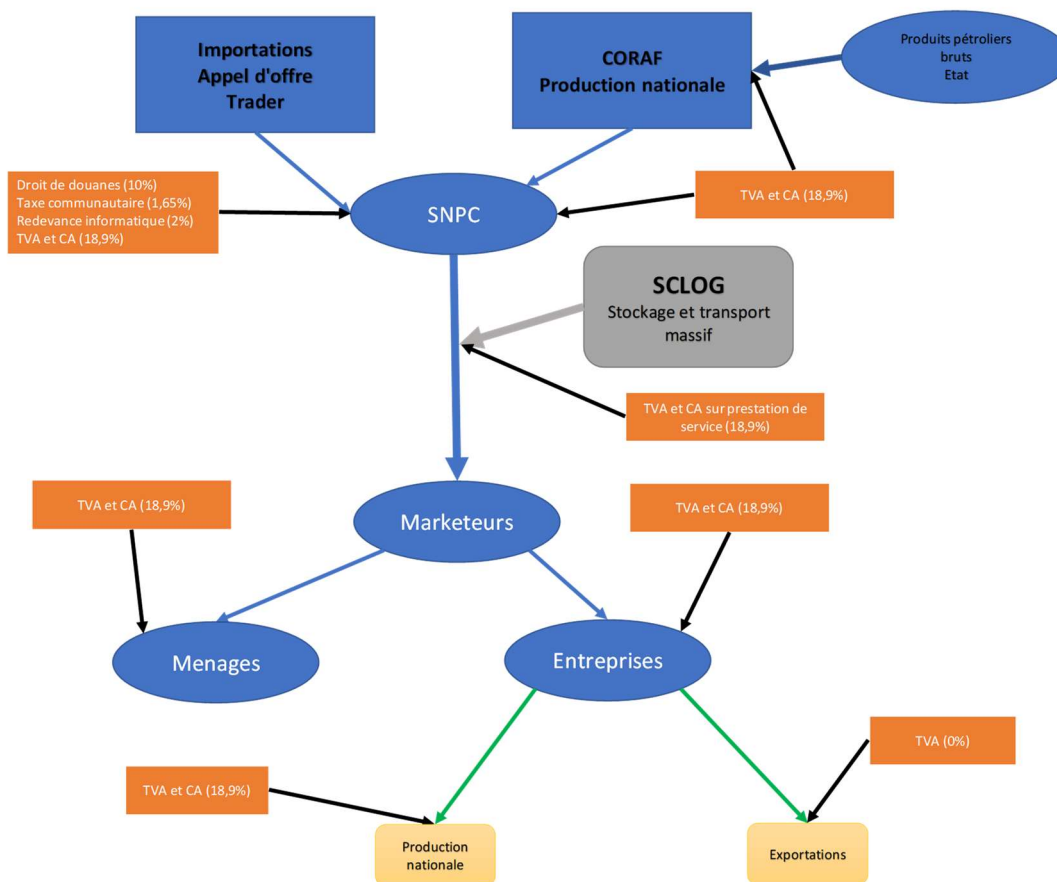 Importations
Appel d'offre
Trader
CORAF
Production nationale
Produits pétroliers
bruts
Etat
Droit de douanes (10%)
Taxe communautaire (1,65%)
Redevance informatique (2%)
TVA et CA (18,9%)
SNPC
TVA et CA (18,9%)
SCLOG
Stockage et transport
massif
TVA et CA sur prestation de
service (18,9%)
TVA et CA (18,9%)
Marketeurs
TVA et CA (18,9%)
Menages
Entreprises
TVA (0%)
TVA et CA (18,9%)
Production
nationale
Exportations